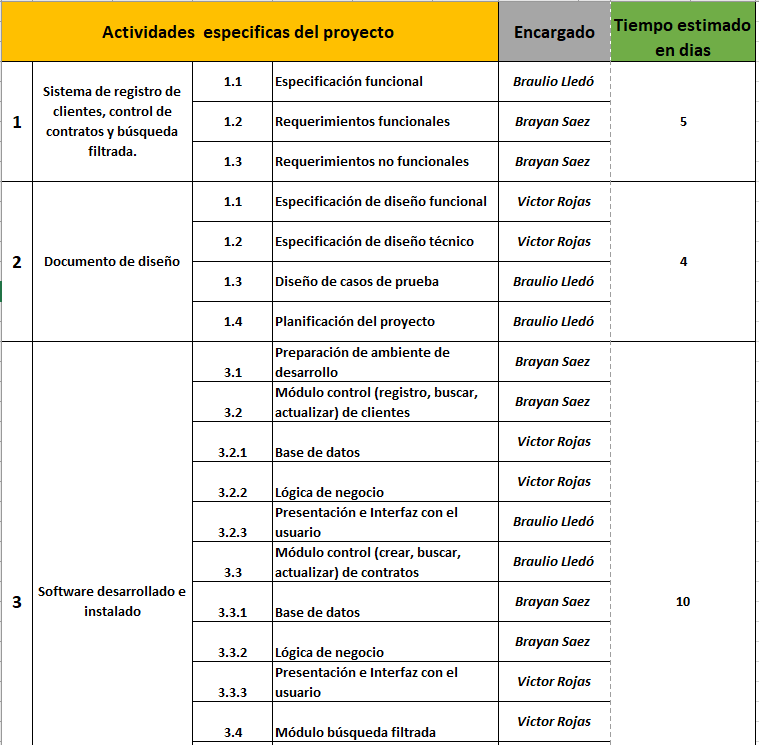 Actividades especificas del proyecto
Encargado
Tiempo estimado
en dias
1
Sistema de registro de
clientes, control de
contratos y búsqueda
filtrada.
1.1 Especificación funcional Braulio Lledó
1.2 Requerimientos funcionales Brayan Saez
1.3 Requerimientos no funcionales Brayan Saez
5
2
Documento de diseño
1.1 Especificación de diseño funcional Victor Rojas
1.2 Especificación de diseño técnico Victor Rojas
1.3 Diseño de casos de prueba Braulio Lledó
1.4 Planificación del proyecto Braulio Lledó
4
3
Software desarrollado e
instalado
3.1 Preparación de ambiente de
desarrollo Brayan Saez
3.2 Módulo control (registro, buscar,
actualizar) de clientes Brayan Saez
3.2.1 Base de datos Victor Rojas
3.2.2 Lógica de negocio Victor Rojas
3.2.3 Presentación e Interfaz con el
usuario Braulio Lledó
3.3 Módulo control (crear, buscar,
actualizar) de contratos Braulio Lledó
3.3.1 Base de datos Brayan Saez
3.3.2 Lógica de negocio Brayan Saez
3.3.3 Presentación e Interfaz con el
usuario Victor Rojas
3.4 Módulo búsqueda filtrada Victor Rojas
10